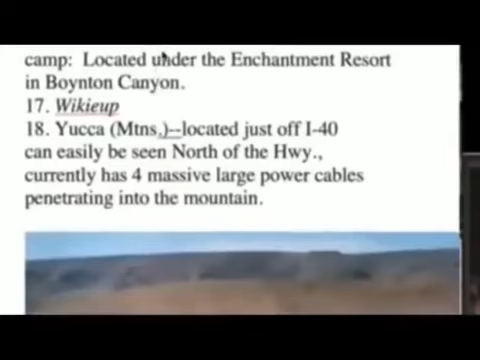 camp: Located under the Enchantment Resort
in Boynton Canyon.
17. Wikieup
18. Yucca (Mtns.)--located just off I-40
can easily be seen North of the Hwy.,
currently has 4 massive large power cables
penetrating into the mountain.